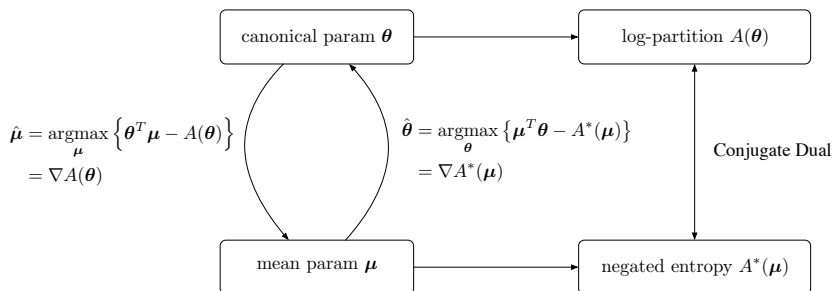 canonical param 𝜽
log-partition A(𝜽)
𝝁̂ = argmax_𝝁 {𝜽^T 𝝁 − A(𝜽)}
= ∇A(𝜽)
𝜽̂ = argmax_𝜽 {𝝁^T 𝜽 − A*(𝝁)}
= ∇A*(𝝁)
Conjugate Dual
mean param 𝝁
negated entropy A*(𝝁)